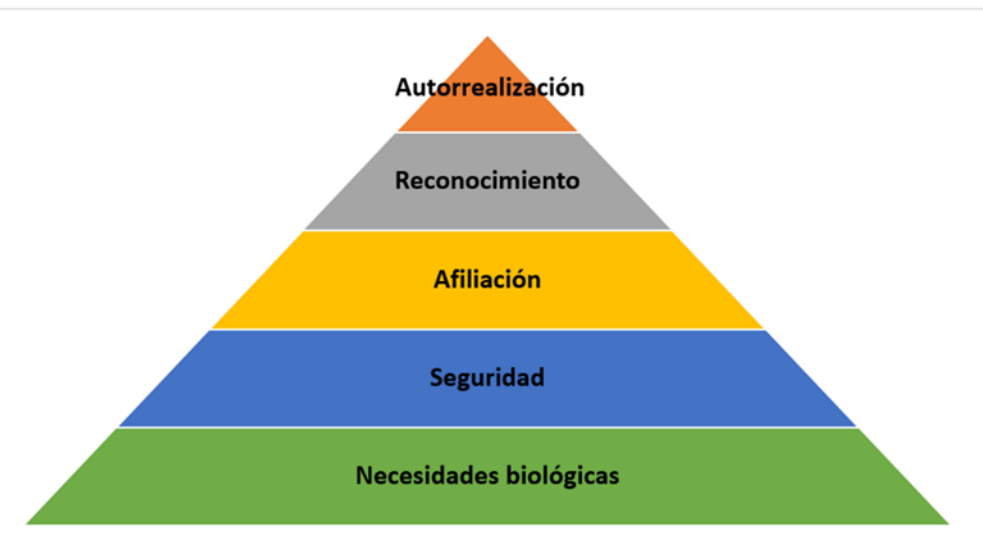 Autorrealización
Reconocimiento
Afiliación
Seguridad
Necesidades biológicas